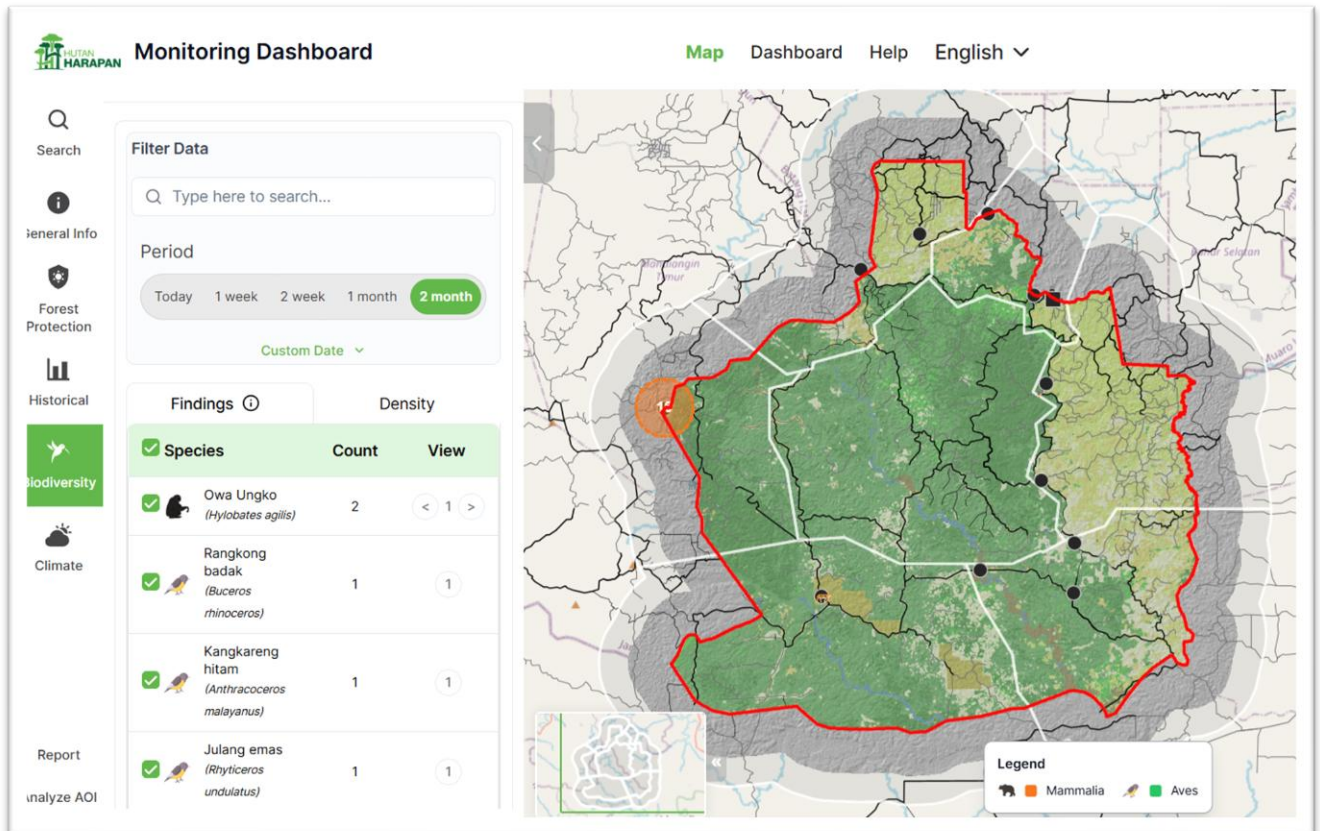 HUTAN
HARAPAN
Monitoring Dashboard
Map
Dashboard
Help
English
Search
General Info
Forest
Protection
Historical
Biodiversity
Climate
Report
Analyze AOI
Filter Data
Type here to search...
Period
Today
1 week
2 week
1 month
2 month
Custom Date
Findings
Density
Species
Count
View
Owa Ungko
(Hylobates agilis)
2
< 1 >
Rangkong
badak
(Buceros
rhinoceros)
1
1
Kangkareng
hitam
(Anthracoceros
malayanus)
1
1
Julang emas
(Rhyticeros
undulatus)
1
1
Legend
Mammalia
Aves